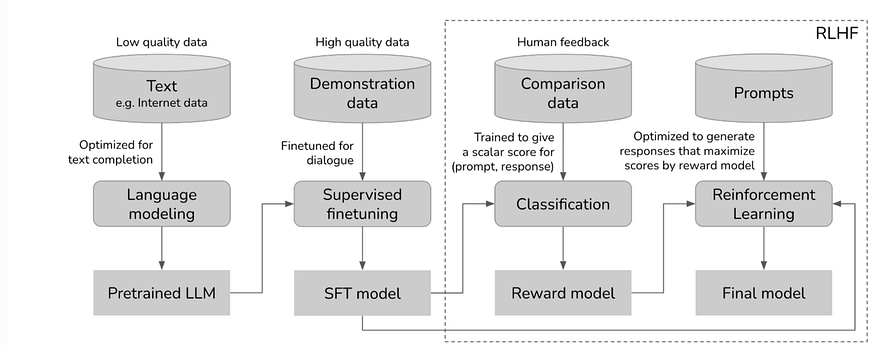 RLHF
Low quality data
High quality data
Human feedback
Text
e.g. Internet data
Demonstration
data
Comparison
data
Prompts
Optimized for
text completion
Finetuned for
dialogue
Trained to give
a scalar score for
(prompt, response)
Optimized to generate
responses that maximize
scores by reward model
Language
modeling
Supervised
finetuning
Classification
Reinforcement
Learning
Pretrained LLM
SFT model
Reward model
Final model